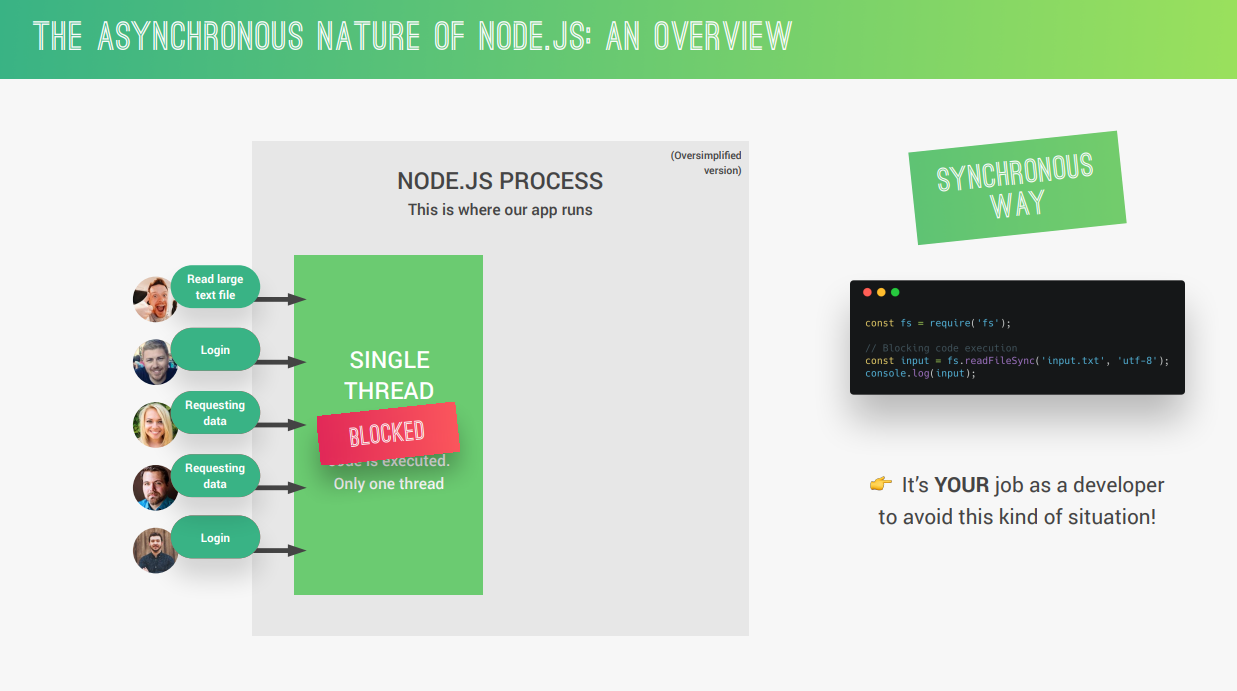 THE ASYNCHRONOUS NATURE OF NODE.JS: AN OVERVIEW
(Oversimplified
version)
NODE.JS PROCESS
This is where our app runs
Read large
text file
Login
Requesting
data
Requesting
data
Login
SINGLE
THREAD
BLOCKED
code is executed.
Only one thread
SYNCHRONOUS
WAY
const fs = require('fs');
// Blocking code execution
const input = fs.readFileSync('input.txt', 'utf-8');
console.log(input);
👉 It's YOUR job as a developer
to avoid this kind of situation!